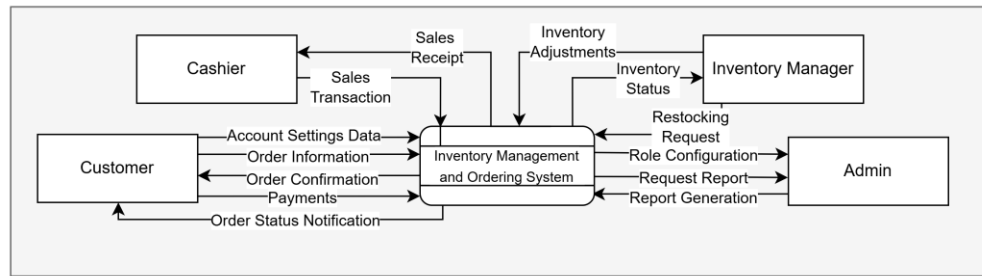 Cashier
Sales
Receipt
Sales
Transaction
Inventory
Adjustments
Inventory
Status
Inventory Manager
Restocking
Request
Customer
Account Settings Data
Order Information
Order Confirmation
Payments
Order Status Notification
Inventory Management
and Ordering System
Role Configuration
Request Report
Report Generation
Admin